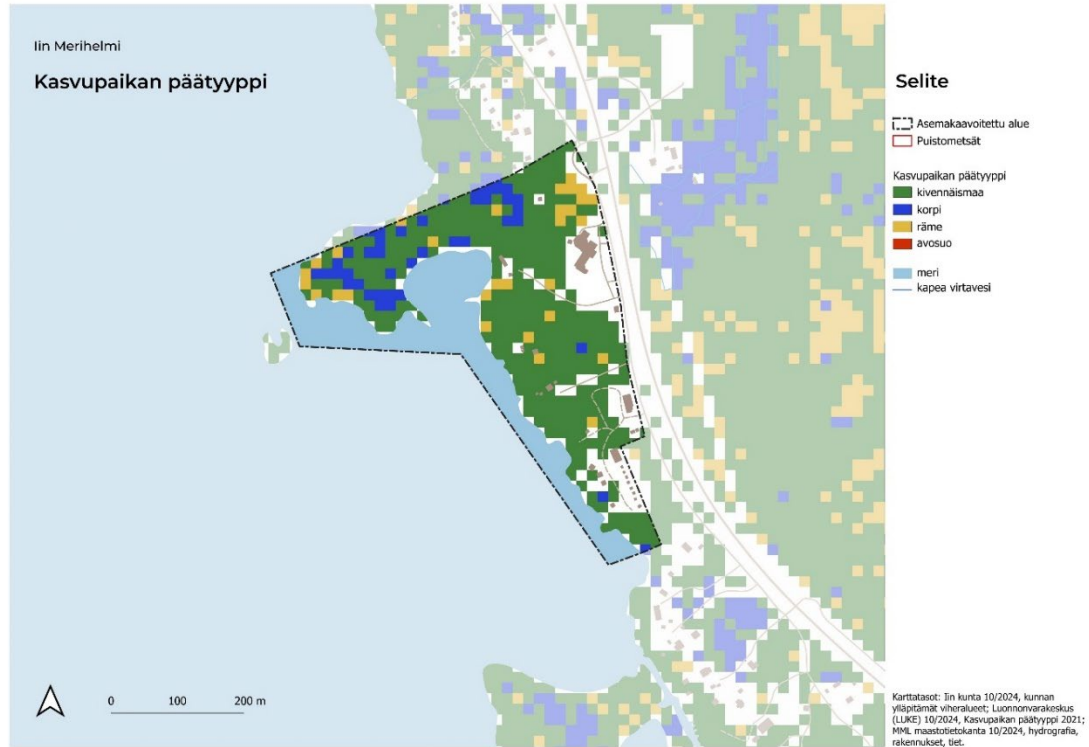 Iin Merihelmi
Kasvupaikan päätyyppi
Selite
Asemakaavoitettu alue
Puistometsät
Kasvupaikan päätyyppi
kivennäismaa
korpi
räme
avosuo
meri
kapea virtavesi
0 100 200 m
Karttatasot: Iin kunta 10/2024, kunnan
ylläpitämät viheralueet; Luonnonvarakeskus
(LUKE) 10/2024, Kasvupaikan päätyyppi 2021;
MML maastotietokanta 10/2024, hydrografia,
rakennukset, tiet.